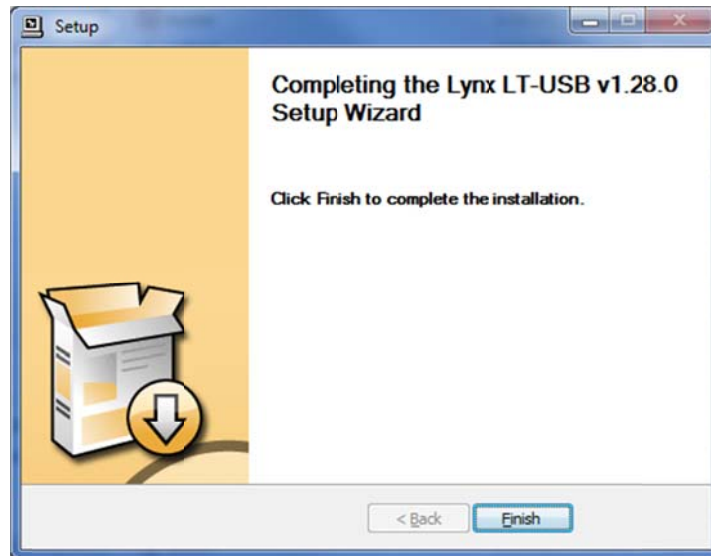 Setup
Completing the Lynx LT-USB v1.28.0
Setup Wizard
Click Finish to complete the installation.
< Back
Finish